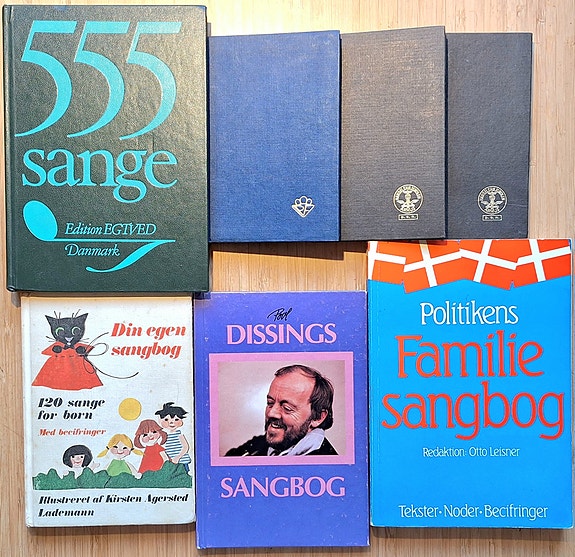 555
sange
Edition EGTVED
Danmark
Din egen
sangbog
120 sange
for børn
Med becifringer
Illustreret af Kirsten Agersted
Lademann
Povl
DISSINGS
SANGBOG
Politikens
Familie
sangbog
Redaktion: Otto Leisner
Tekster · Noder · Becifringer